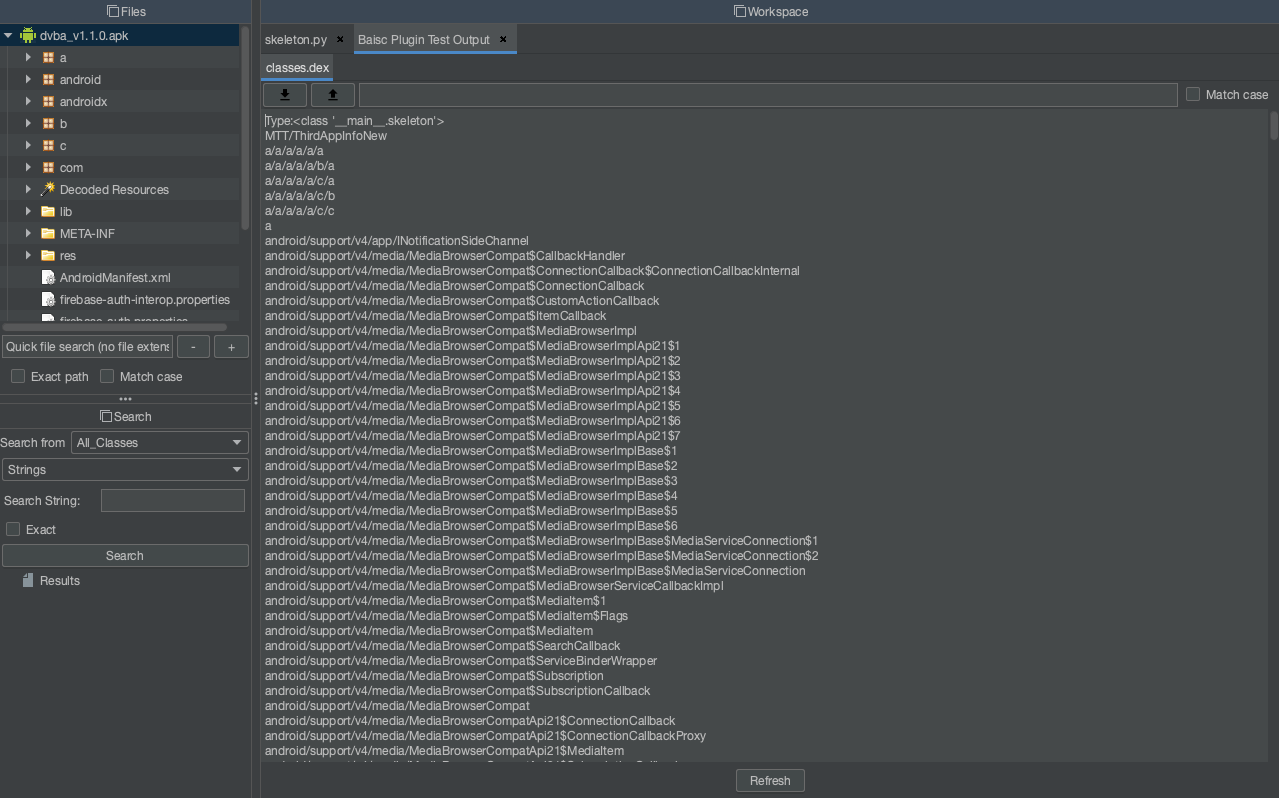 Files
dvba_v1.1.0.apk
a
android
androidx
b
c
com
Decoded Resources
lib
META-INF
res
AndroidManifest.xml
firebase-auth-interop.properties
firebase-auth.properties
Quick file search (no file extens
-
+
Exact path
Match case
Search
Search from
All_Classes
Strings
Search String:
Exact
Search
Results
Workspace
skeleton.py ×
Baisc Plugin Test Output ×
classes.dex
Match case
Type:<class '__main__.skeleton'>
MTT/ThirdAppInfoNew
a/a/a/a/a/a
a/a/a/a/a/b/a
a/a/a/a/a/c/a
a/a/a/a/a/c/b
a/a/a/a/a/c/c
a
android/support/v4/app/INotificationSideChannel
android/support/v4/media/MediaBrowserCompat$CallbackHandler
android/support/v4/media/MediaBrowserCompat$ConnectionCallback$ConnectionCallbackInternal
android/support/v4/media/MediaBrowserCompat$ConnectionCallback
android/support/v4/media/MediaBrowserCompat$CustomActionCallback
android/support/v4/media/MediaBrowserCompat$ItemCallback
android/support/v4/media/MediaBrowserCompat$MediaBrowserImpl
android/support/v4/media/MediaBrowserCompat$MediaBrowserImplApi21$1
android/support/v4/media/MediaBrowserCompat$MediaBrowserImplApi21$2
android/support/v4/media/MediaBrowserCompat$MediaBrowserImplApi21$3
android/support/v4/media/MediaBrowserCompat$MediaBrowserImplApi21$4
android/support/v4/media/MediaBrowserCompat$MediaBrowserImplApi21$5
android/support/v4/media/MediaBrowserCompat$MediaBrowserImplApi21$6
android/support/v4/media/MediaBrowserCompat$MediaBrowserImplApi21$7
android/support/v4/media/MediaBrowserCompat$MediaBrowserImplBase$1
android/support/v4/media/MediaBrowserCompat$MediaBrowserImplBase$2
android/support/v4/media/MediaBrowserCompat$MediaBrowserImplBase$3
android/support/v4/media/MediaBrowserCompat$MediaBrowserImplBase$4
android/support/v4/media/MediaBrowserCompat$MediaBrowserImplBase$5
android/support/v4/media/MediaBrowserCompat$MediaBrowserImplBase$6
android/support/v4/media/MediaBrowserCompat$MediaBrowserImplBase$MediaServiceConnection$1
android/support/v4/media/MediaBrowserCompat$MediaBrowserImplBase$MediaServiceConnection$2
android/support/v4/media/MediaBrowserCompat$MediaBrowserImplBase$MediaServiceConnection
android/support/v4/media/MediaBrowserCompat$MediaBrowserServiceCallbackImpl
android/support/v4/media/MediaBrowserCompat$MediaItem$1
android/support/v4/media/MediaBrowserCompat$MediaItem$Flags
android/support/v4/media/MediaBrowserCompat$MediaItem
android/support/v4/media/MediaBrowserCompat$SearchCallback
android/support/v4/media/MediaBrowserCompat$ServiceBinderWrapper
android/support/v4/media/MediaBrowserCompat$Subscription
android/support/v4/media/MediaBrowserCompat$SubscriptionCallback
android/support/v4/media/MediaBrowserCompat
android/support/v4/media/MediaBrowserCompatApi21$ConnectionCallback
android/support/v4/media/MediaBrowserCompatApi21$ConnectionCallbackProxy
android/support/v4/media/MediaBrowserCompatApi21$MediaItem
Refresh